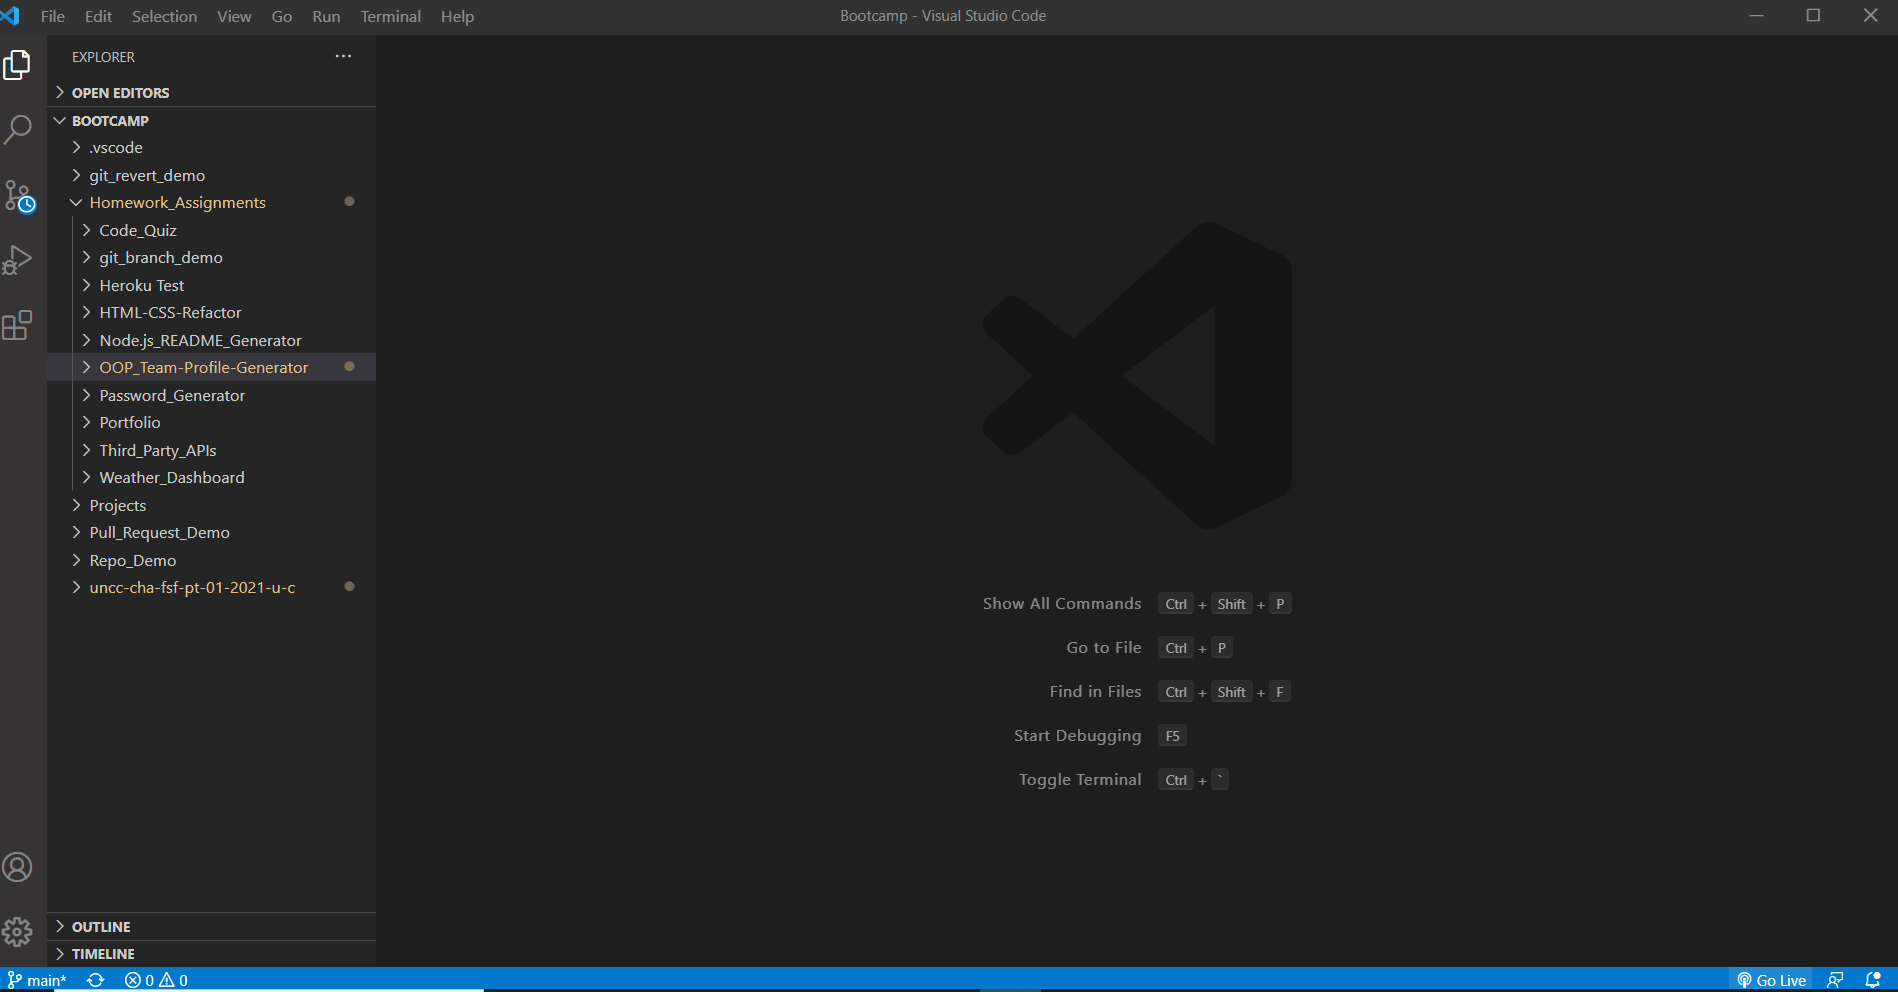 File Edit Selection View Go Run Terminal Help
Bootcamp - Visual Studio Code
EXPLORER
OPEN EDITORS
BOOTCAMP
.vscode
git_revert_demo
Homework_Assignments
Code_Quiz
git_branch_demo
Heroku Test
HTML-CSS-Refactor
Node.js_README_Generator
OOP_Team-Profile-Generator
Password_Generator
Portfolio
Third_Party_APIs
Weather_Dashboard
Projects
Pull_Request_Demo
Repo_Demo
uncc-cha-fsf-pt-01-2021-u-c
Show All Commands Ctrl + Shift + P
Go to File Ctrl + P
Find in Files Ctrl + Shift + F
Start Debugging F5
Toggle Terminal Ctrl + `
OUTLINE
TIMELINE
main* 0 0 Go Live